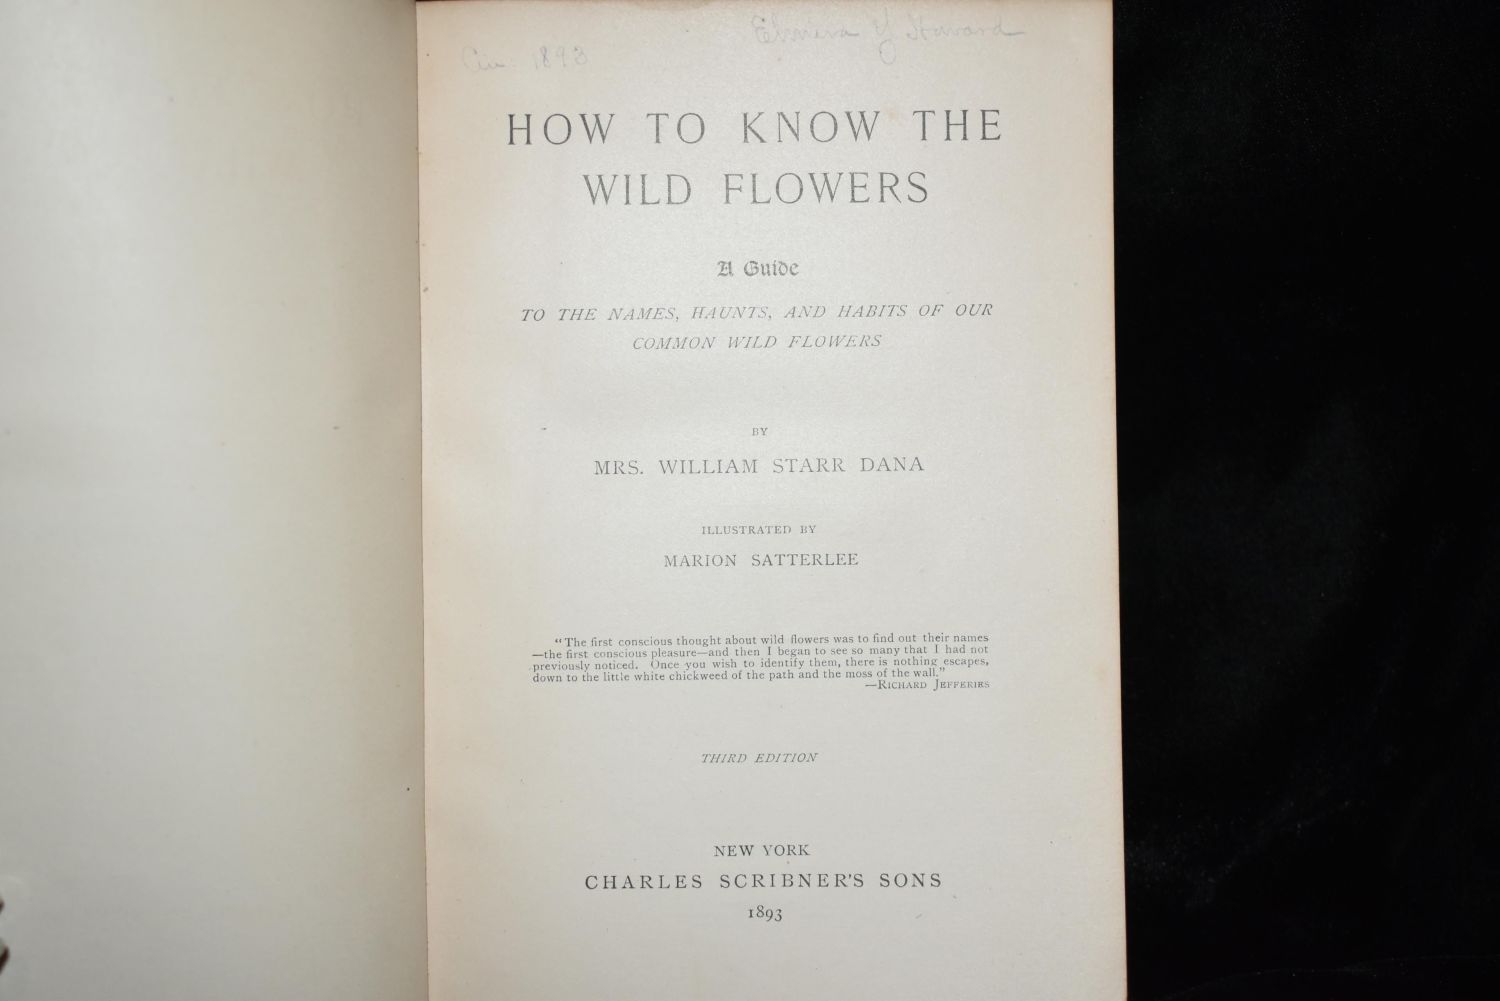 1893
HOW TO KNOW THE
WILD FLOWERS
A Guide
TO THE NAMES, HAUNTS, AND HABITS OF OUR
COMMON WILD FLOWERS
BY
MRS. WILLIAM STARR DANA
ILLUSTRATED BY
MARION SATTERLEE
"The first conscious thought about wild flowers was to find out their names
—the first conscious pleasure—and then I began to see so many that I had not
previously noticed. Once you wish to identify them, there is nothing escapes,
down to the little white chickweed of the path and the moss of the wall."
—RICHARD JEFFERIES
THIRD EDITION
NEW YORK
CHARLES SCRIBNER'S SONS
1893